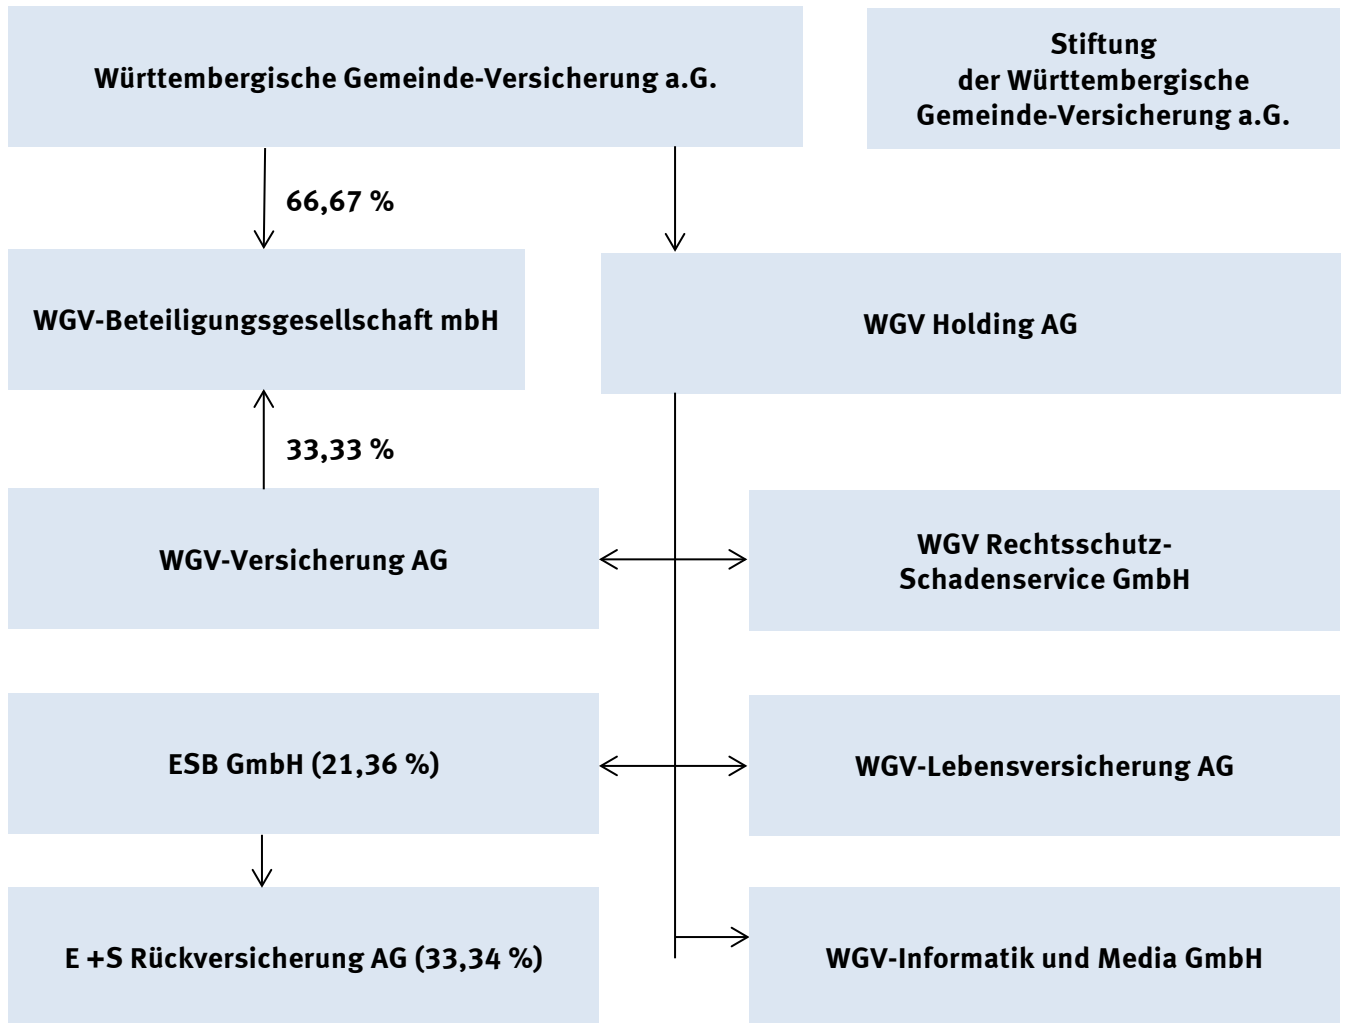 Württembergische Gemeinde-Versicherung a.G.
Stiftung
der Württembergische
Gemeinde-Versicherung a.G.
66,67 %
WGV-Beteiligungsgesellschaft mbH
WGV Holding AG
33,33 %
WGV-Versicherung AG
WGV Rechtsschutz-
Schadenservice GmbH
ESB GmbH (21,36 %)
WGV-Lebensversicherung AG
E +S Rückversicherung AG (33,34 %)
WGV-Informatik und Media GmbH